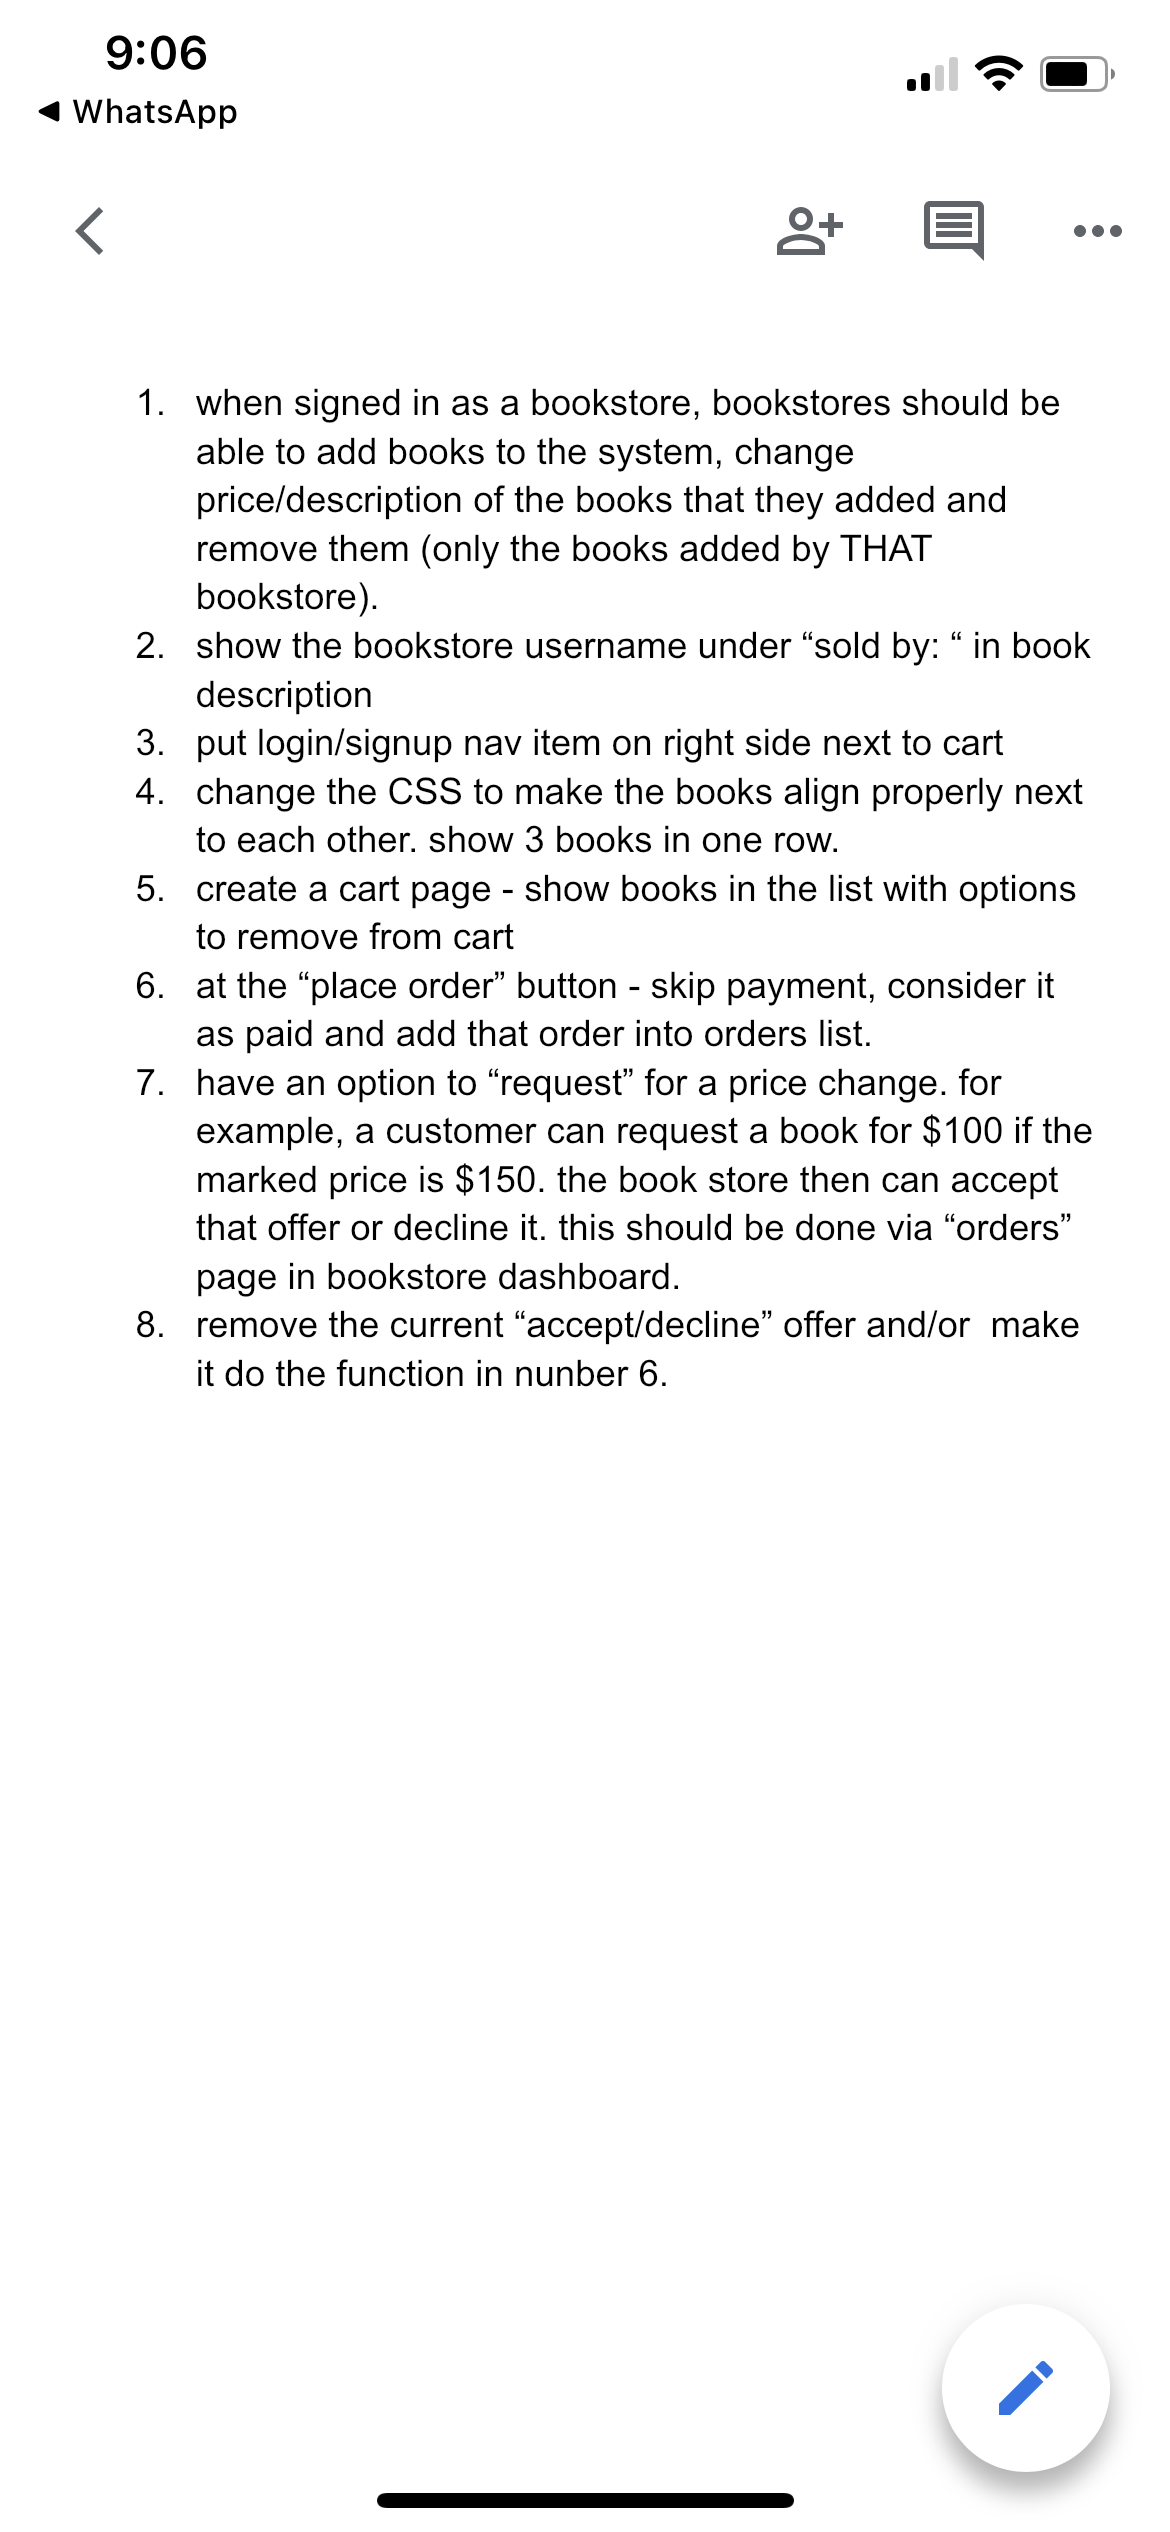 9:06
WhatsApp
1. when signed in as a bookstore, bookstores should be
able to add books to the system, change
price/description of the books that they added and
remove them (only the books added by THAT
bookstore).
2. show the bookstore username under “sold by: “ in book
description
3. put login/signup nav item on right side next to cart
4. change the CSS to make the books align properly next
to each other. show 3 books in one row.
5. create a cart page - show books in the list with options
to remove from cart
6. at the “place order” button - skip payment, consider it
as paid and add that order into orders list.
7. have an option to “request” for a price change. for
example, a customer can request a book for $100 if the
marked price is $150. the book store then can accept
that offer or decline it. this should be done via “orders”
page in bookstore dashboard.
8. remove the current “accept/decline” offer and/or  make
it do the function in nunber 6.